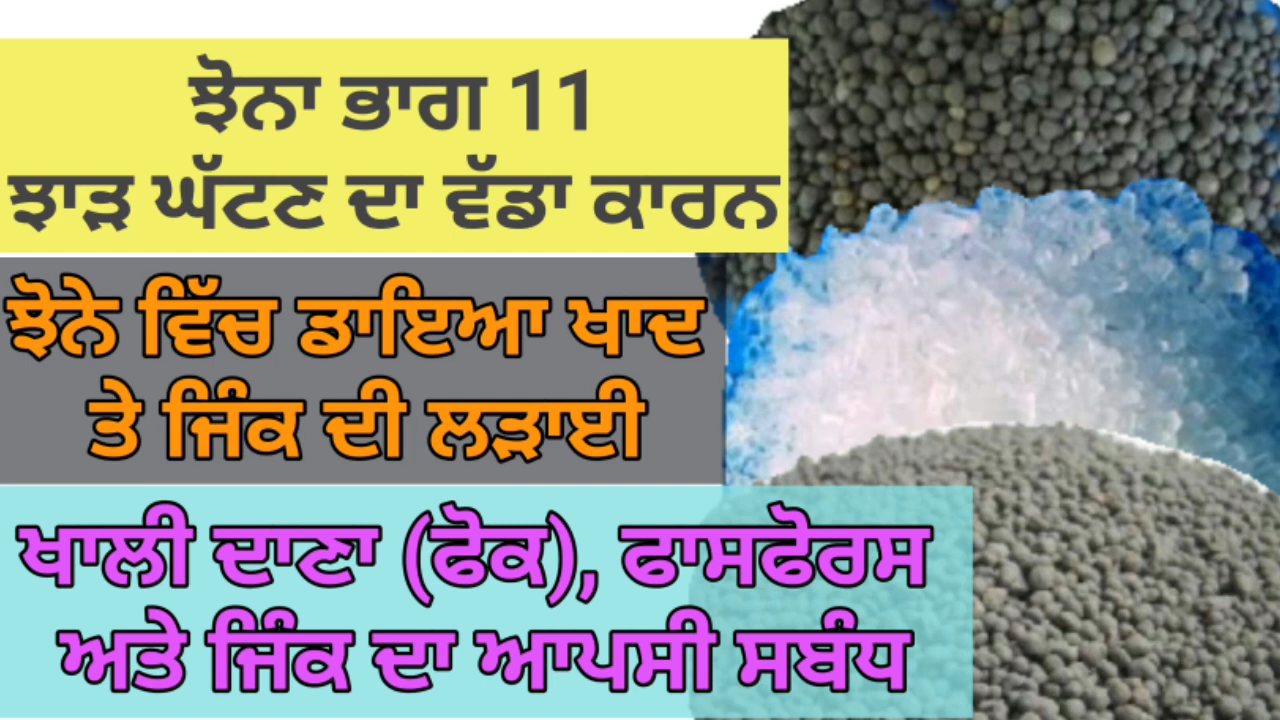 ਝੋਨਾ ਭਾਗ 11
ਝਾੜ ਘੱਟਣ ਦਾ ਵੱਡਾ ਕਾਰਨ
ਝੋਨੇ ਵਿੱਚ ਡਾਇਆ ਖਾਦ
ਤੇ ਜਿੰਕ ਦੀ ਲੜਾਈ
ਖਾਲੀ ਦਾਣਾ (ਫੋਕ), ਫਾਸਫੋਰਸ
ਅਤੇ ਜਿੰਕ ਦਾ ਆਪਸੀ ਸਬੰਧ